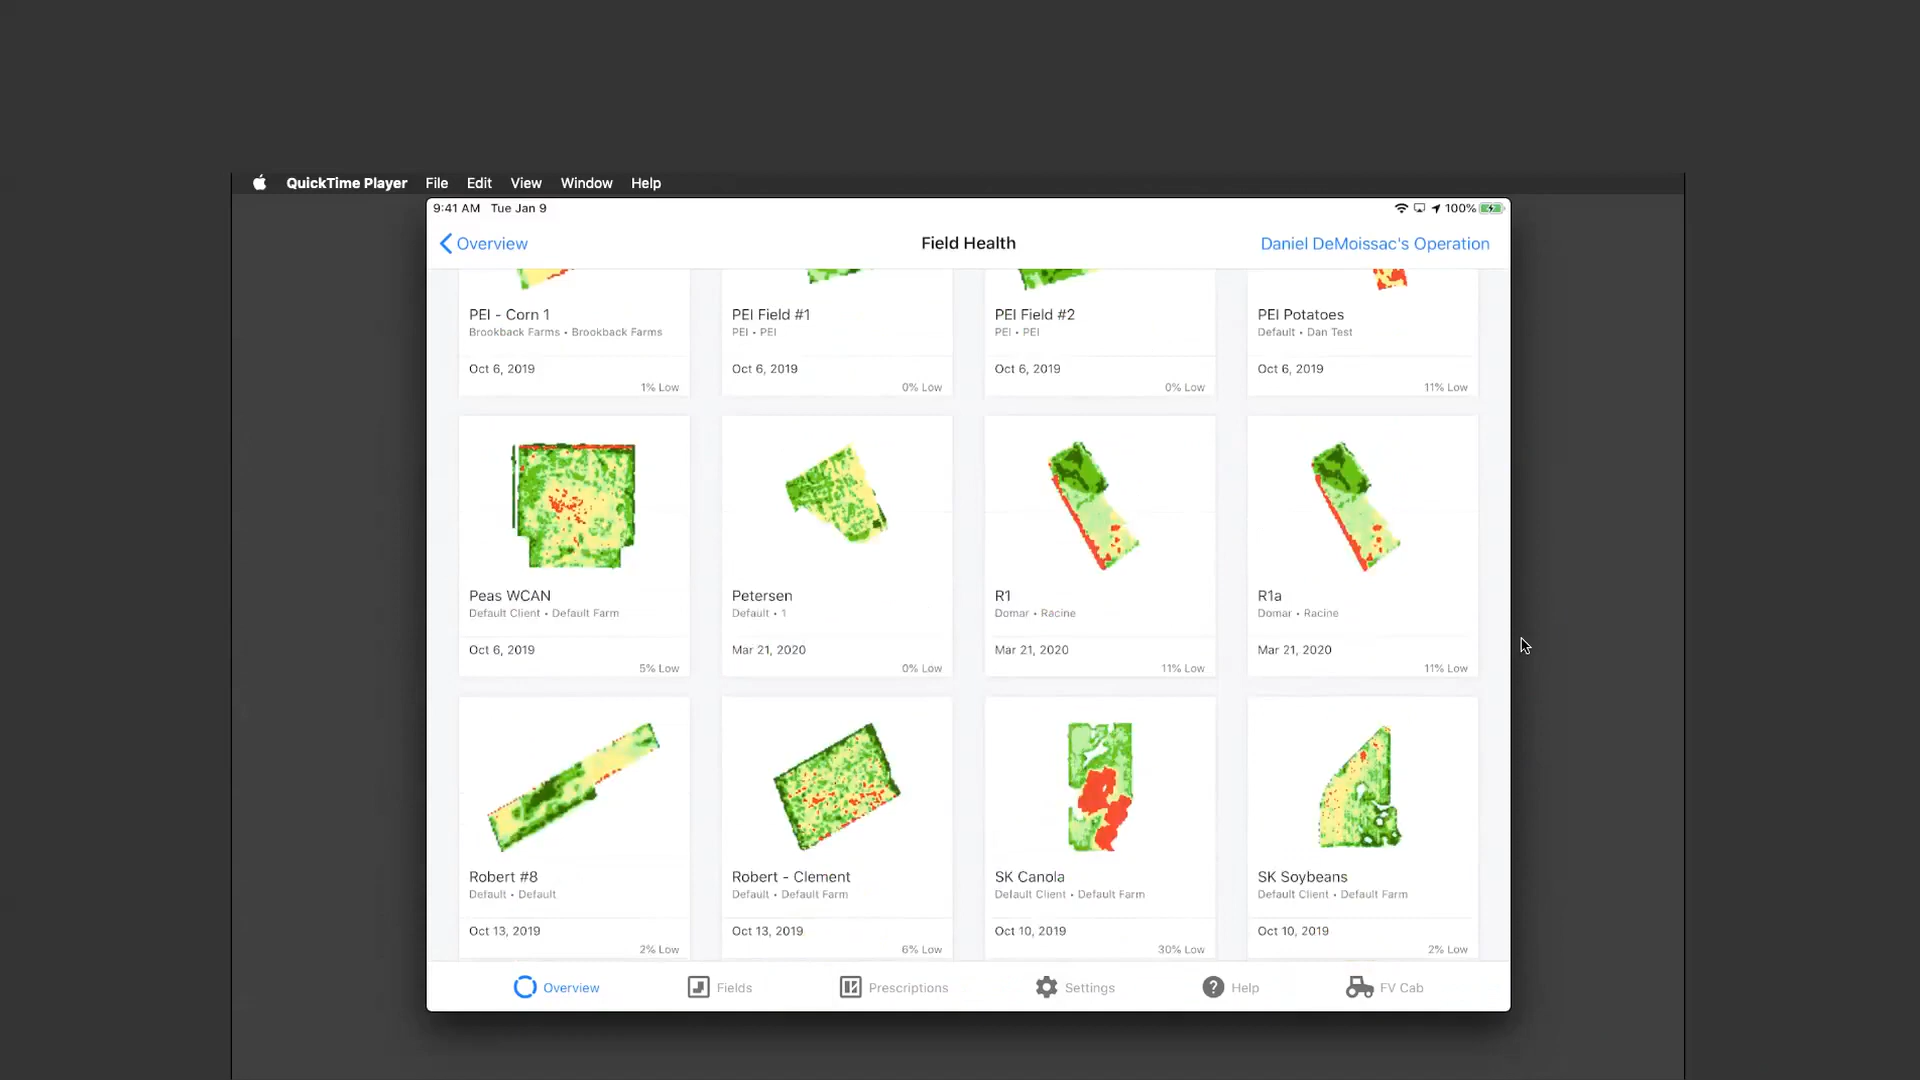 QuickTime Player File Edit View Window Help
9:41 AM Tue Jan 9
100%
Overview
Field Health
Daniel DeMoissac's Operation
PEI - Corn 1
Brookback Farms • Brookback Farms
Oct 6, 2019
1% Low
PEI Field #1
PEI • PEI
Oct 6, 2019
0% Low
PEI Field #2
PEI • PEI
Oct 6, 2019
0% Low
PEI Potatoes
Default • Dan Test
Oct 6, 2019
11% Low
Peas WCAN
Default Client • Default Farm
Oct 6, 2019
5% Low
Petersen
Default • 1
Mar 21, 2020
0% Low
R1
Domar • Racine
Mar 21, 2020
11% Low
R1a
Domar • Racine
Mar 21, 2020
11% Low
Robert #8
Default • Default
Oct 13, 2019
2% Low
Robert - Clement
Default • Default Farm
Oct 13, 2019
6% Low
SK Canola
Default Client • Default Farm
Oct 10, 2019
30% Low
SK Soybeans
Default Client • Default Farm
Oct 10, 2019
2% Low
Overview
Fields
Prescriptions
Settings
Help
FV Cab